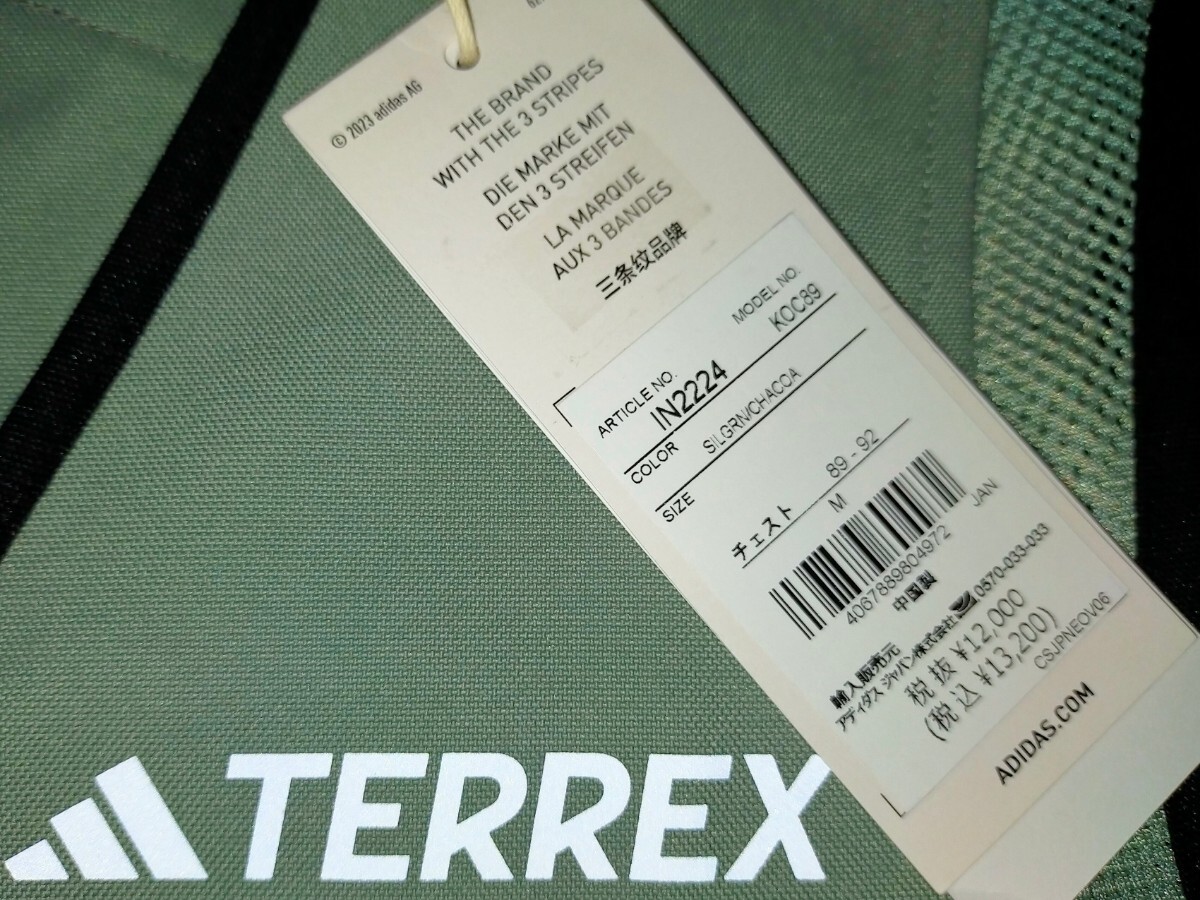 © 2023 adidas AG
THE BRAND
WITH THE 3 STRIPES
DIE MARKE MIT
DEN 3 STREIFEN
LA MARQUE
AUX 3 BANDES
三条纹品牌
ARTICLE NO. MODEL NO.
IN2224 KOC89
COLOR SILGRN/CHACOA
SIZE
チェスト 89 - 92
M
4067889804972 JAN
中国製
輸入販売元
アディダス ジャパン株式会社 0570-033-033
税抜 ¥12,000
(税込 ¥13,200)
CSJPNEOV06
ADIDAS.COM
TERREX